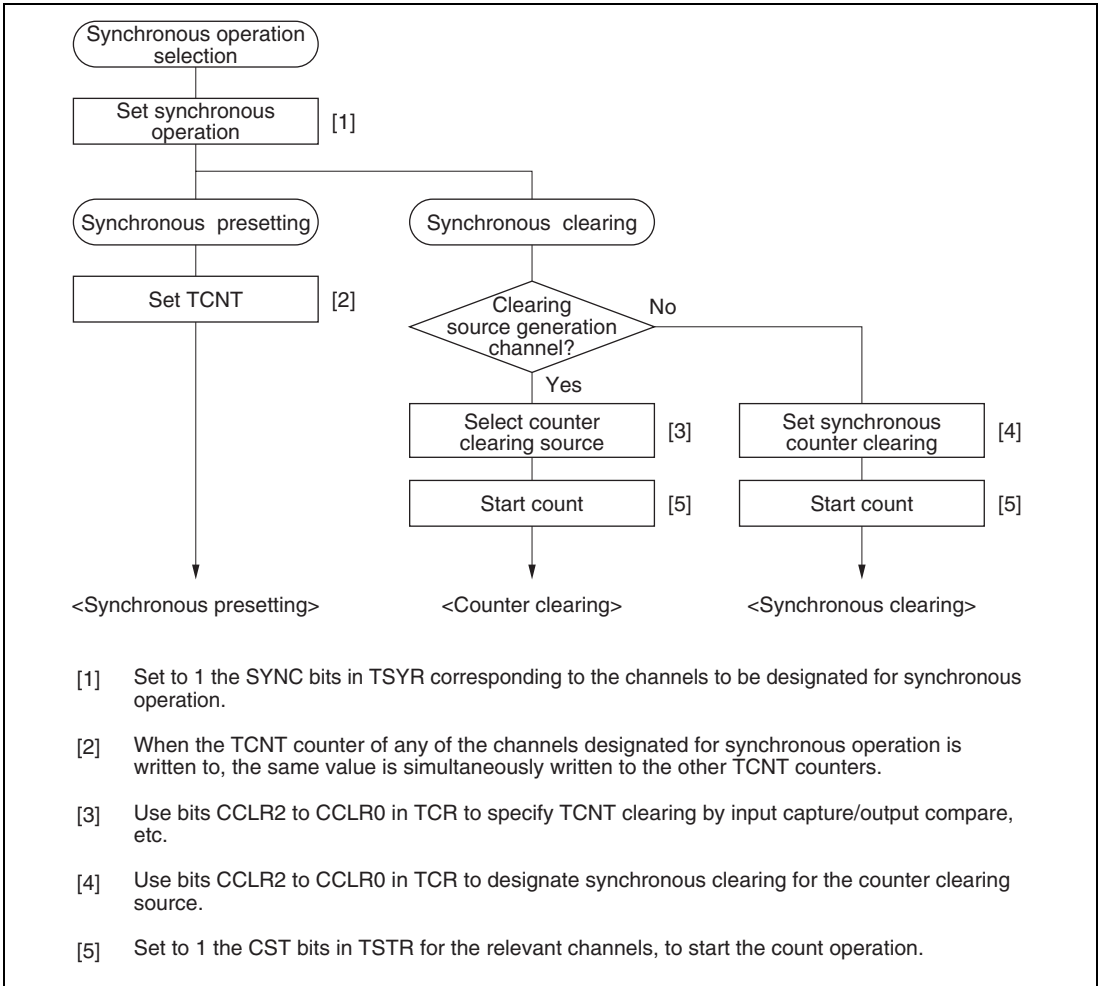 Synchronous operation
selection
Set synchronous
operation
[1]
Synchronous presetting
Synchronous clearing
Set TCNT
[2]
Clearing
source generation
channel?
No
Yes
Select counter
clearing source
[3]
Set synchronous
counter clearing
[4]
Start count
[5]
Start count
[5]
<Synchronous presetting>
<Counter clearing>
<Synchronous clearing>
[1] Set to 1 the SYNC bits in TSYR corresponding to the channels to be designated for synchronous
operation.
[2] When the TCNT counter of any of the channels designated for synchronous operation is
written to, the same value is simultaneously written to the other TCNT counters.
[3] Use bits CCLR2 to CCLR0 in TCR to specify TCNT clearing by input capture/output compare,
etc.
[4] Use bits CCLR2 to CCLR0 in TCR to designate synchronous clearing for the counter clearing
source.
[5] Set to 1 the CST bits in TSTR for the relevant channels, to start the count operation.